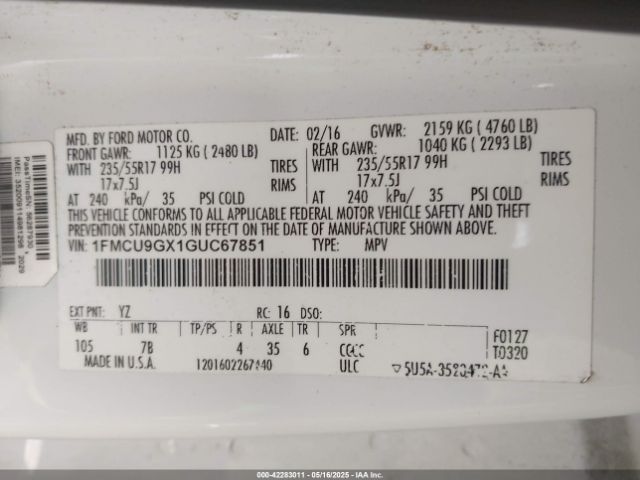 MFD. BY FORD MOTOR CO. DATE: 02/16 GVWR: 2159 KG ( 4760 LB)
FRONT GAWR: 1125 KG ( 2480 LB) REAR GAWR: 1040 KG ( 2293 LB)
WITH 235/55R17 99H TIRES WITH 235/55R17 99H TIRES
17x7.5J RIMS 17x7.5J RIMS
AT 240 kPa/ 35 PSI COLD AT 240 kPa/ 35 PSI COLD
THIS VEHICLE CONFORMS TO ALL APPLICABLE FEDERAL MOTOR VEHICLE SAFETY AND THEFT
PREVENTION STANDARDS IN EFFECT ON THE DATE OF MANUFACTURE SHOWN ABOVE.
VIN: 1FMCU9GX1GUC67851 TYPE: MPV
EXT PNT: YZ RC: 16 DSO:
WB INT TR TP/PS R AXLE TR SPR
105 7B 4 35 6
F0127
T0320
MADE IN U.S.A. ULC
PassTimeSN:
IMEI:
000-42283011 - 05/16/2025 - IAAI.COM